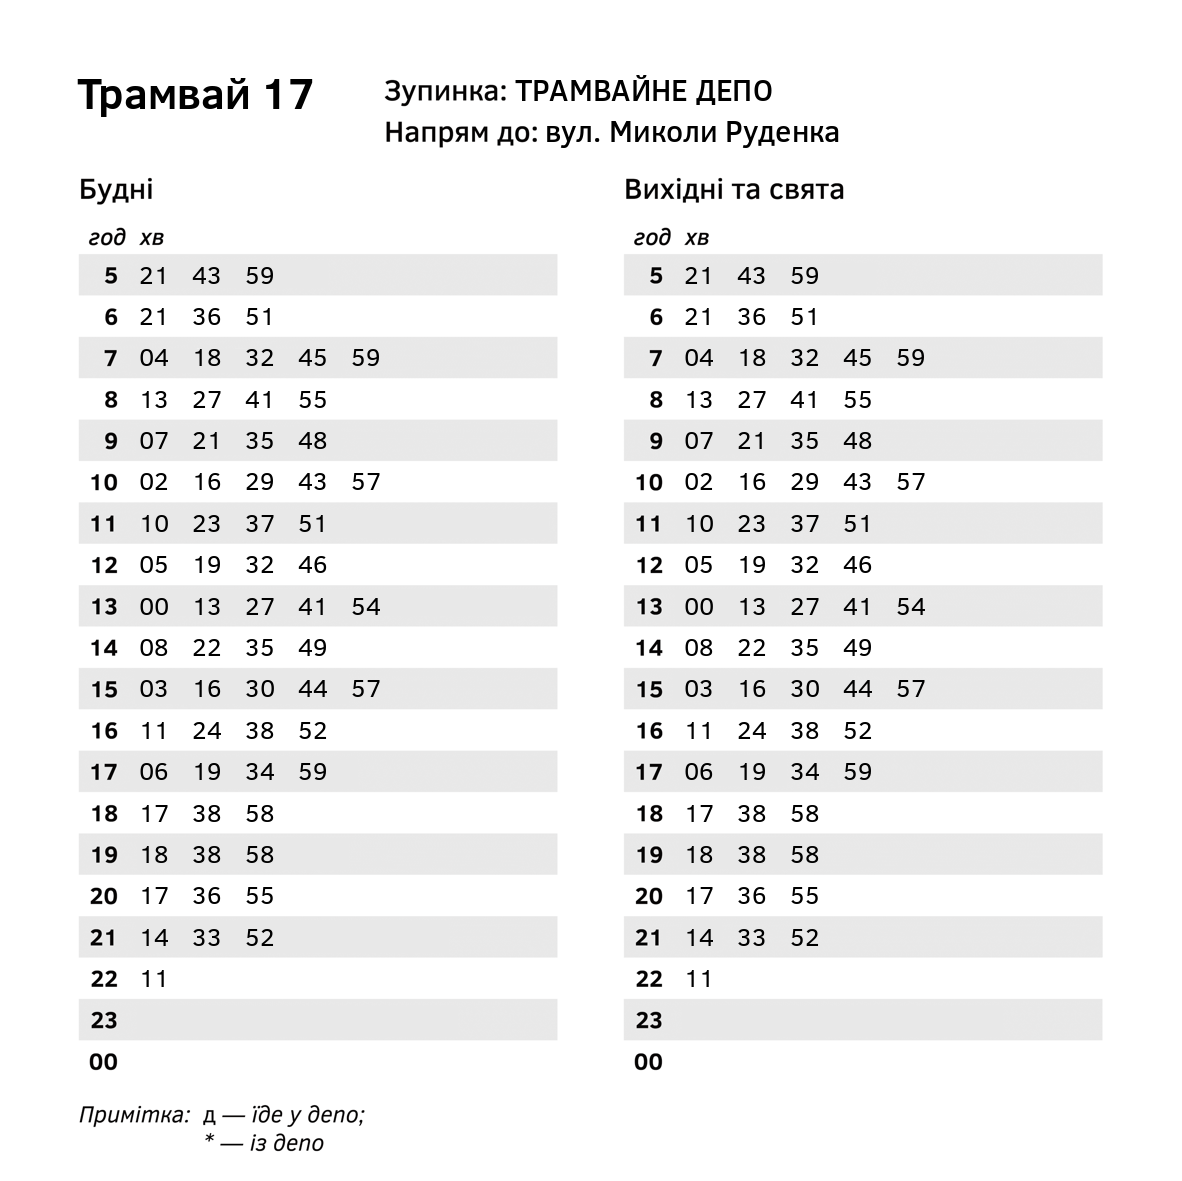 Трамвай 17
Зупинка: ТРАМВАЙНЕ ДЕПО
Напрям до: вул. Миколи Руденка
Будні
год хв
5 21 43 59
6 21 36 51
7 04 18 32 45 59
8 13 27 41 55
9 07 21 35 48
10 02 16 29 43 57
11 10 23 37 51
12 05 19 32 46
13 00 13 27 41 54
14 08 22 35 49
15 03 16 30 44 57
16 11 24 38 52
17 06 19 34 59
18 17 38 58
19 18 38 58
20 17 36 55
21 14 33 52
22 11
23
00
Вихідні та свята
год хв
5 21 43 59
6 21 36 51
7 04 18 32 45 59
8 13 27 41 55
9 07 21 35 48
10 02 16 29 43 57
11 10 23 37 51
12 05 19 32 46
13 00 13 27 41 54
14 08 22 35 49
15 03 16 30 44 57
16 11 24 38 52
17 06 19 34 59
18 17 38 58
19 18 38 58
20 17 36 55
21 14 33 52
22 11
23
00
Примітка: д — їде у депо;
* — із депо